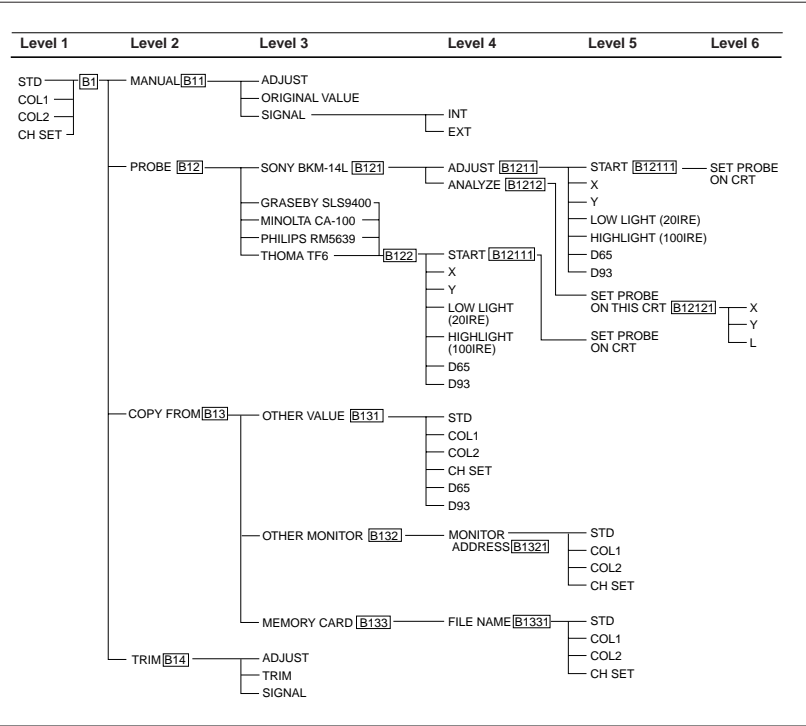 Level 1 Level 2 Level 3 Level 4 Level 5 Level 6
STD B1 MANUAL B11 ADJUST
COL1 ORIGINAL VALUE
COL2 SIGNAL INT
CH SET EXT
PROBE B12 SONY BKM-14L B121 ADJUST B1211 START B12111 SET PROBE
ON CRT
ANALYZE B1212 X
Y
GRASEBY SLS9400
LOW LIGHT (20IRE)
MINOLTA CA-100
HIGHLIGHT (100IRE)
PHILIPS RM5639
D65
THOMA TF6 B122 START B12111
D93
X
Y
SET PROBE
ON THIS CRT B12121 X
LOW LIGHT
(20IRE)
Y
HIGHLIGHT
(100IRE)
SET PROBE
ON CRT
L
D65
D93
COPY FROM B13 OTHER VALUE B131 STD
COL1
COL2
CH SET
D65
D93
OTHER MONITOR B132 MONITOR
ADDRESS B1321
STD
COL1
COL2
CH SET
MEMORY CARD B133 FILE NAME B1331 STD
COL1
COL2
CH SET
TRIM B14 ADJUST
TRIM
SIGNAL